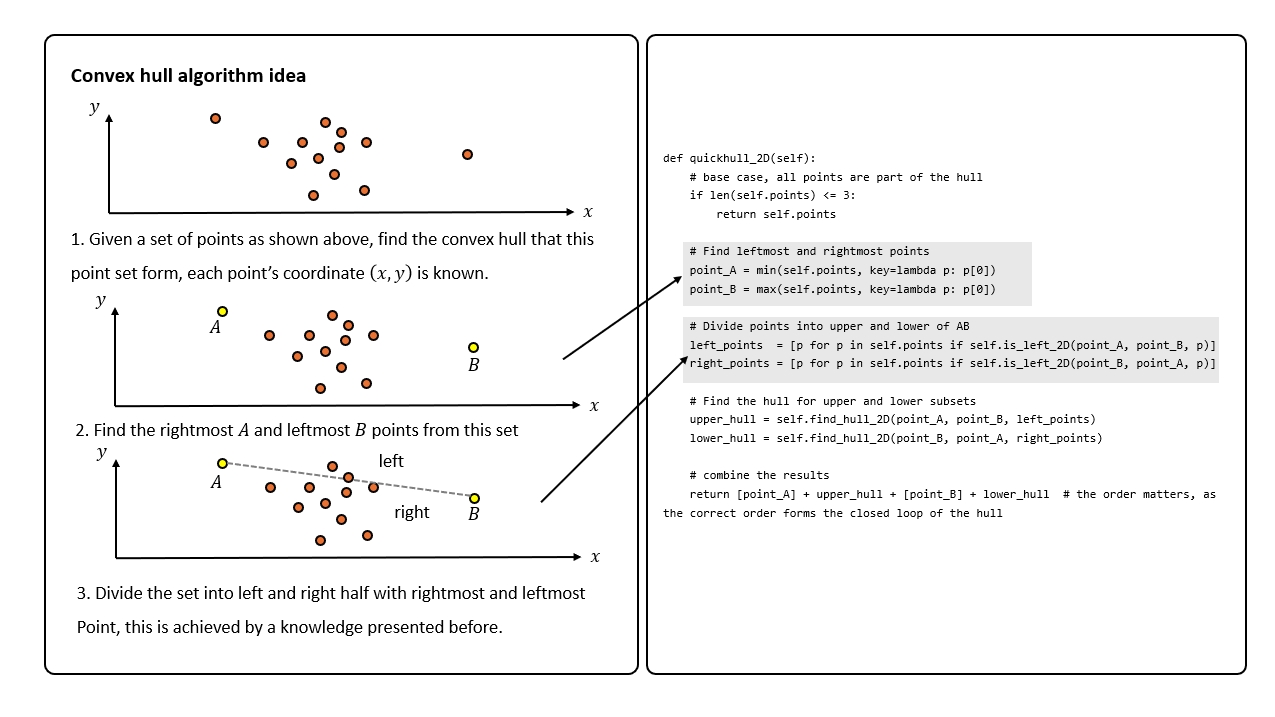 Convex hull algorithm idea
y
x
1. Given a set of points as shown above, find the convex hull that this
point set form, each point's coordinate (x, y) is known.
y
A
B
x
2. Find the rightmost A and leftmost B points from this set
y
left
A
right
B
x
3. Divide the set into left and right half with rightmost and leftmost
Point, this is achieved by a knowledge presented before.
def quickhull_2D(self):
    # base case, all points are part of the hull
    if len(self.points) <= 3:
        return self.points
    # Find leftmost and rightmost points
    point_A = min(self.points, key=lambda p: p[0])
    point_B = max(self.points, key=lambda p: p[0])
    # Divide points into upper and lower of AB
    left_points  = [p for p in self.points if self.is_left_2D(point_A, point_B, p)]
    right_points = [p for p in self.points if self.is_left_2D(point_B, point_A, p)]
    # Find the hull for upper and lower subsets
    upper_hull = self.find_hull_2D(point_A, point_B, left_points)
    lower_hull = self.find_hull_2D(point_B, point_A, right_points)
    # combine the results
    return [point_A] + upper_hull + [point_B] + lower_hull  # the order matters, as
the correct order forms the closed loop of the hull